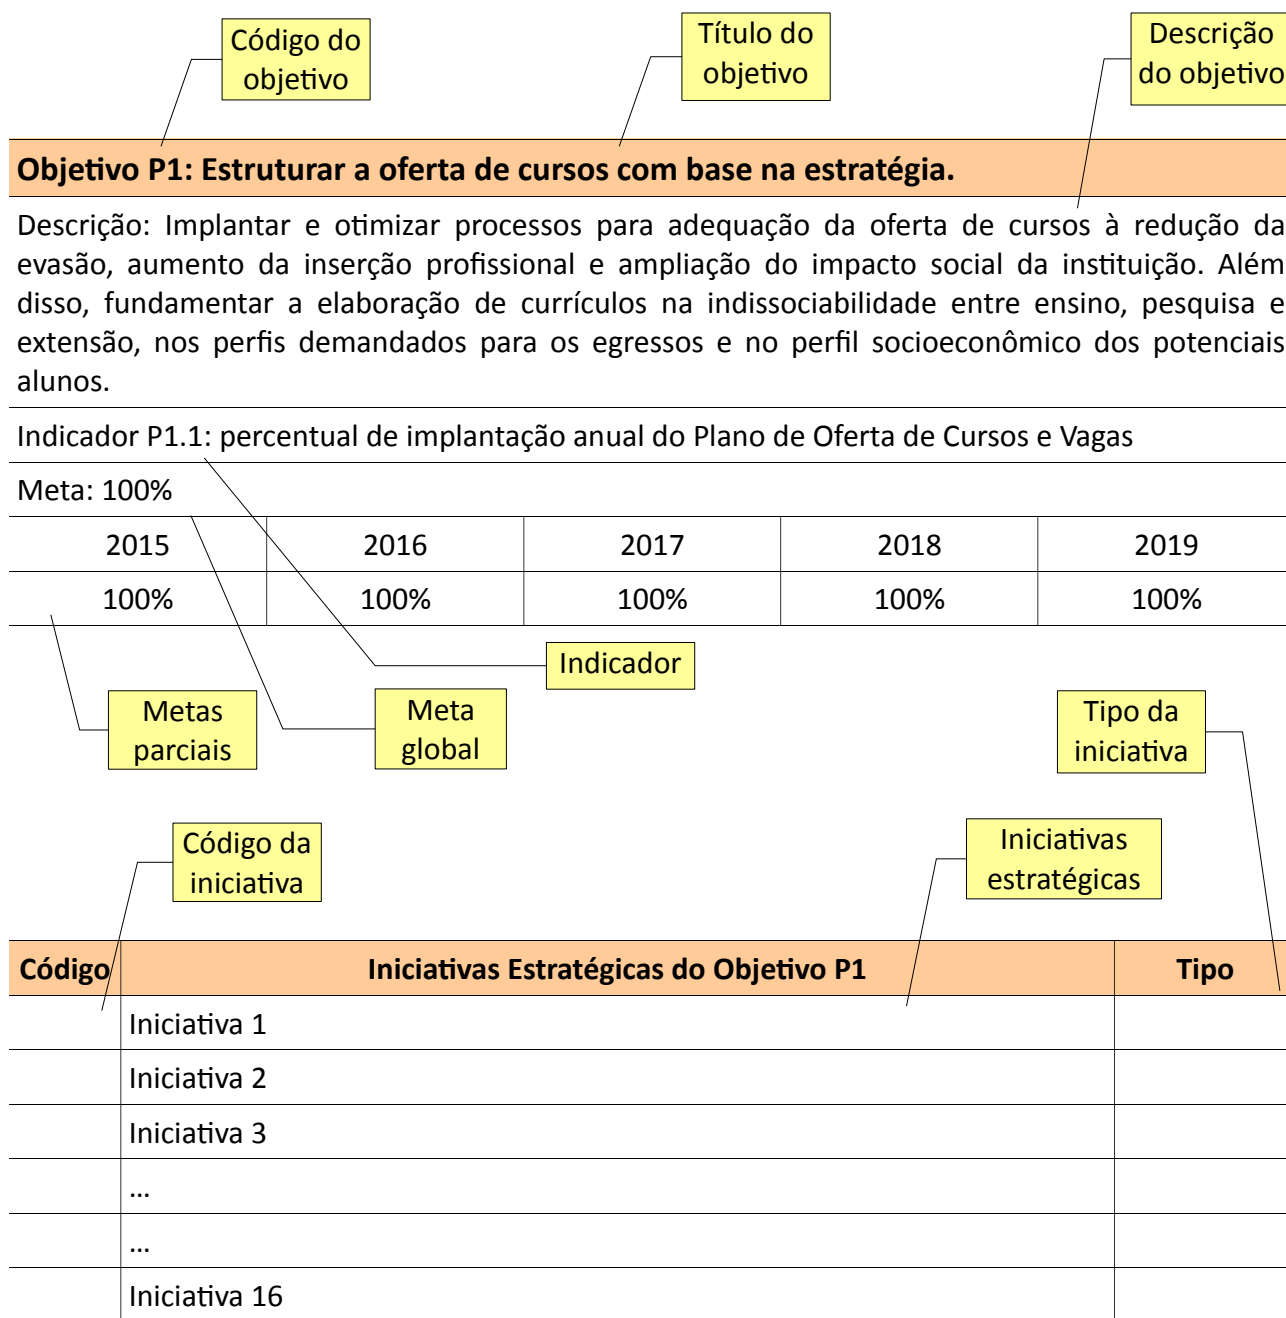 Código do
objetivo
Título do
objetivo
Descrição
do objetivo
Objetivo P1: Estruturar a oferta de cursos com base na estratégia.
Descrição: Implantar e otimizar processos para adequação da oferta de cursos à redução da
evasão, aumento da inserção profissional e ampliação do impacto social da instituição. Além
disso, fundamentar a elaboração de currículos na indissociabilidade entre ensino, pesquisa e
extensão, nos perfis demandados para os egressos e no perfil socioeconômico dos potenciais
alunos.
Indicador P1.1: percentual de implantação anual do Plano de Oferta de Cursos e Vagas
Meta: 100%
2015 2016 2017 2018 2019
100% 100% 100% 100% 100%
Indicador
Metas
parciais
Meta
global
Tipo da
iniciativa
Código da
iniciativa
Iniciativas
estratégicas
Código Iniciativas Estratégicas do Objetivo P1 Tipo
Iniciativa 1
Iniciativa 2
Iniciativa 3
...
...
Iniciativa 16